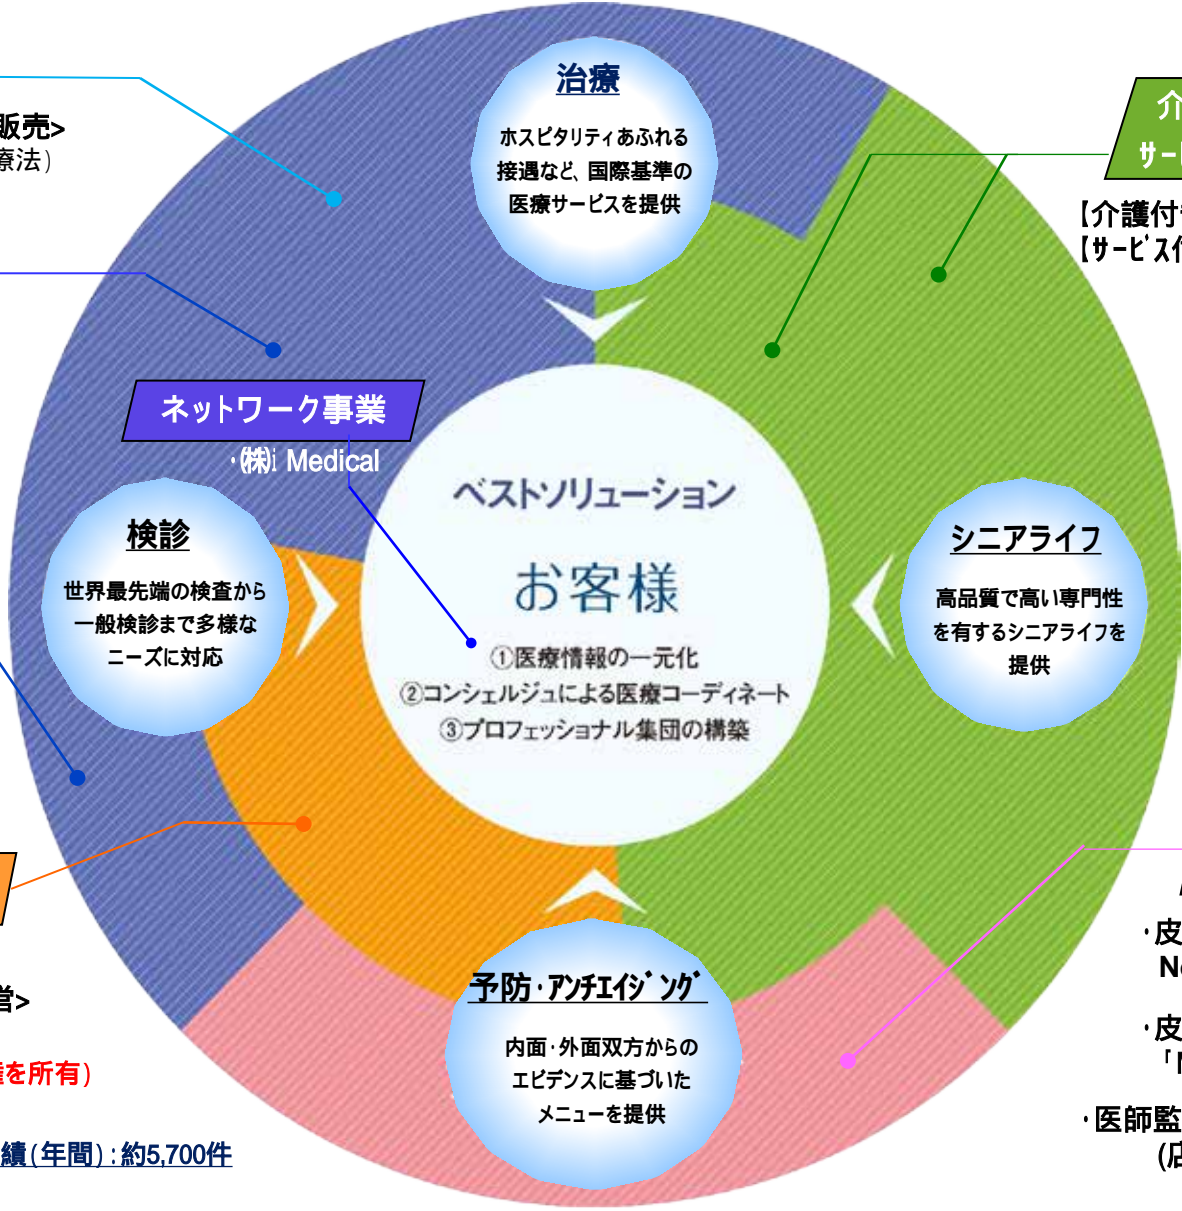 治療
ホスピタリティあふれる
接遇など、国際基準の
医療サービスを提供
販売>
療法）
介
サービ
【介護付
【サービス付
ネットワーク事業
・(株)i Medical
ベストソリューション
お客様
①医療情報の一元化
②コンシェルジュによる医療コーディネート
③プロフェッショナル集団の構築
検診
世界最先端の検査から
一般検診まで多様な
ニーズに対応
シニアライフ
高品質で高い専門性
を有するシニアライフを
提供
予防・アンチエイジング
内面・外面双方からの
エビデンスに基づいた
メニューを提供
営>
を所有）
績（年間）：約5,700件
・皮
・皮
・医師監
(店